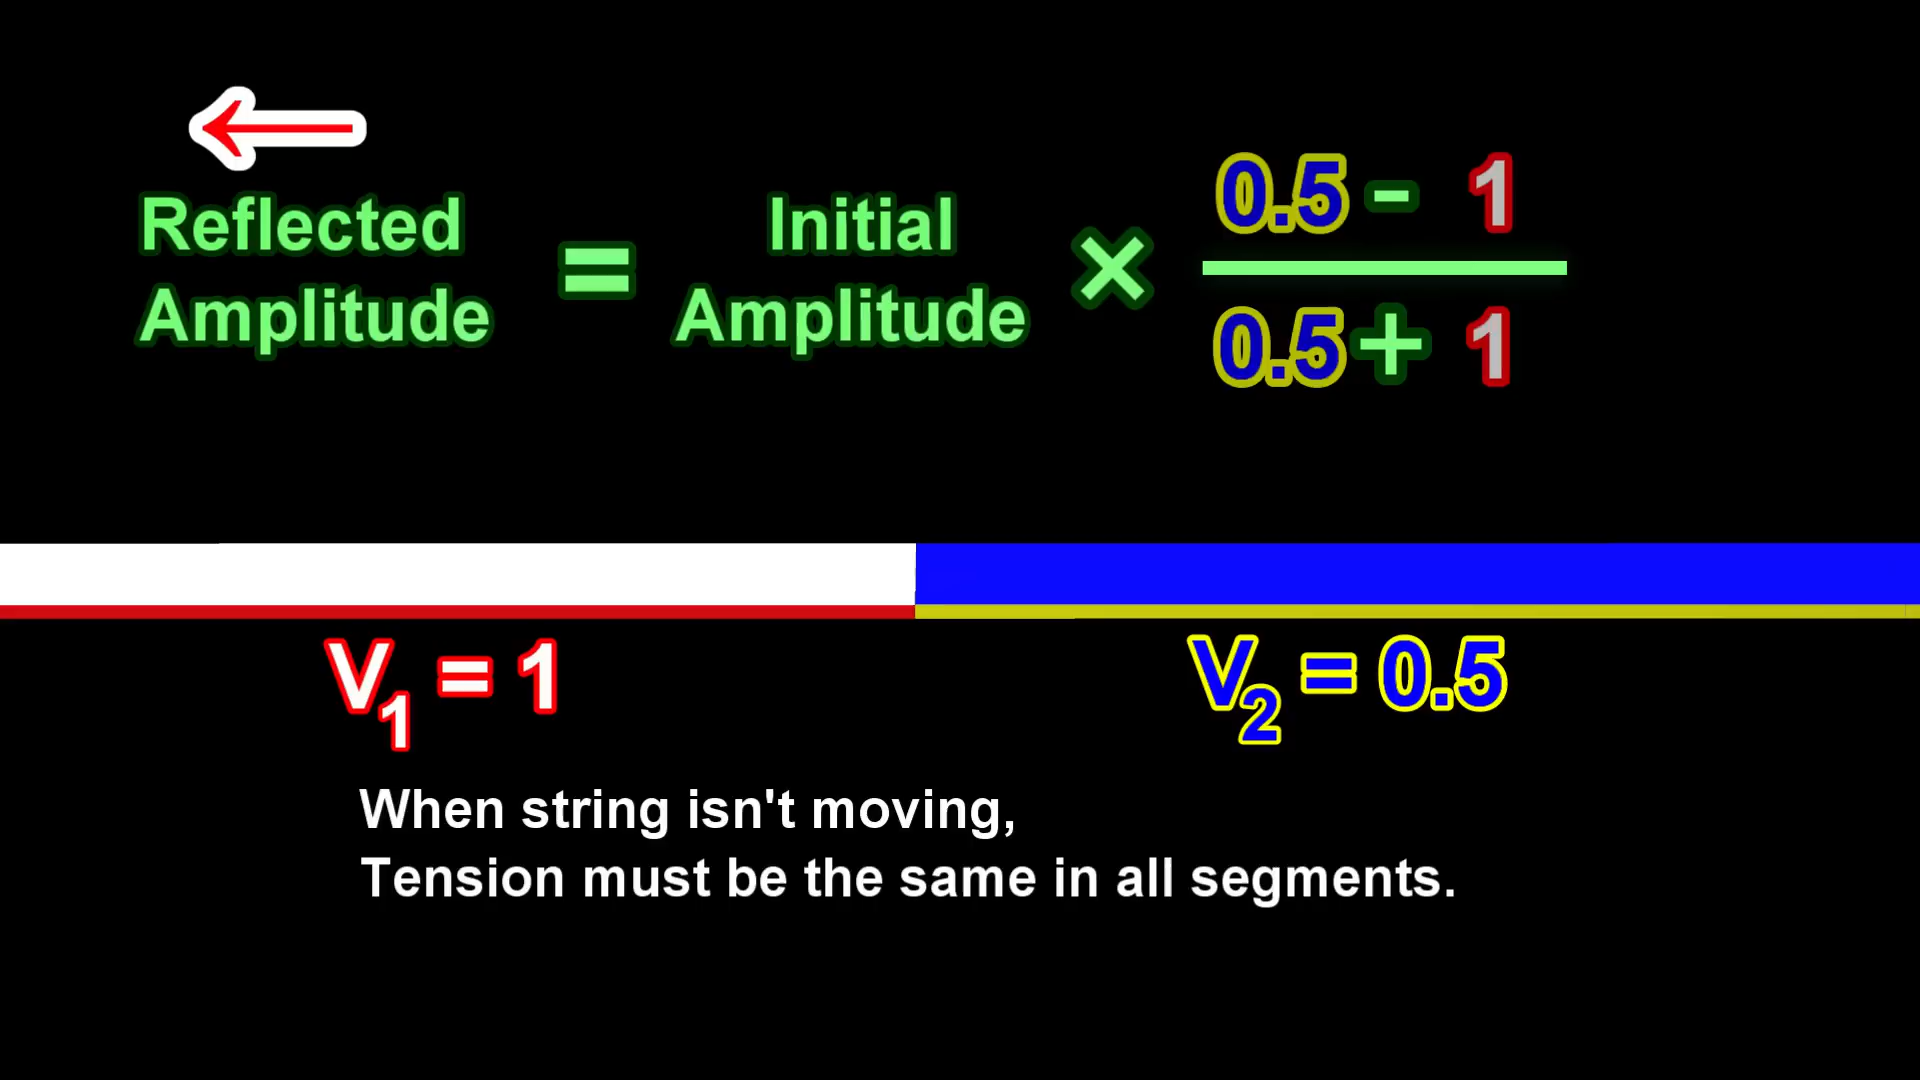 Reflected Amplitude = Initial Amplitude × 0.5 - 1
0.5 + 1
V1 = 1
V2 = 0.5
When string isn't moving,
Tension must be the same in all segments.